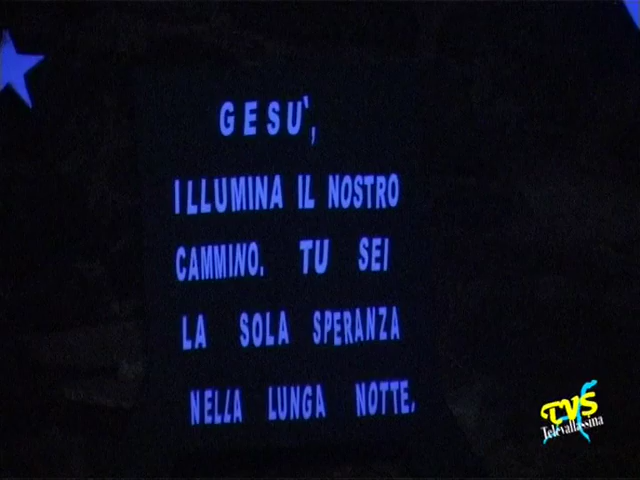 GESU',
ILLUMINA IL NOSTRO
CAMMINO. TU SEI
LA SOLA SPERANZA
NELLA LUNGA NOTTE.
TVS
Televallassina